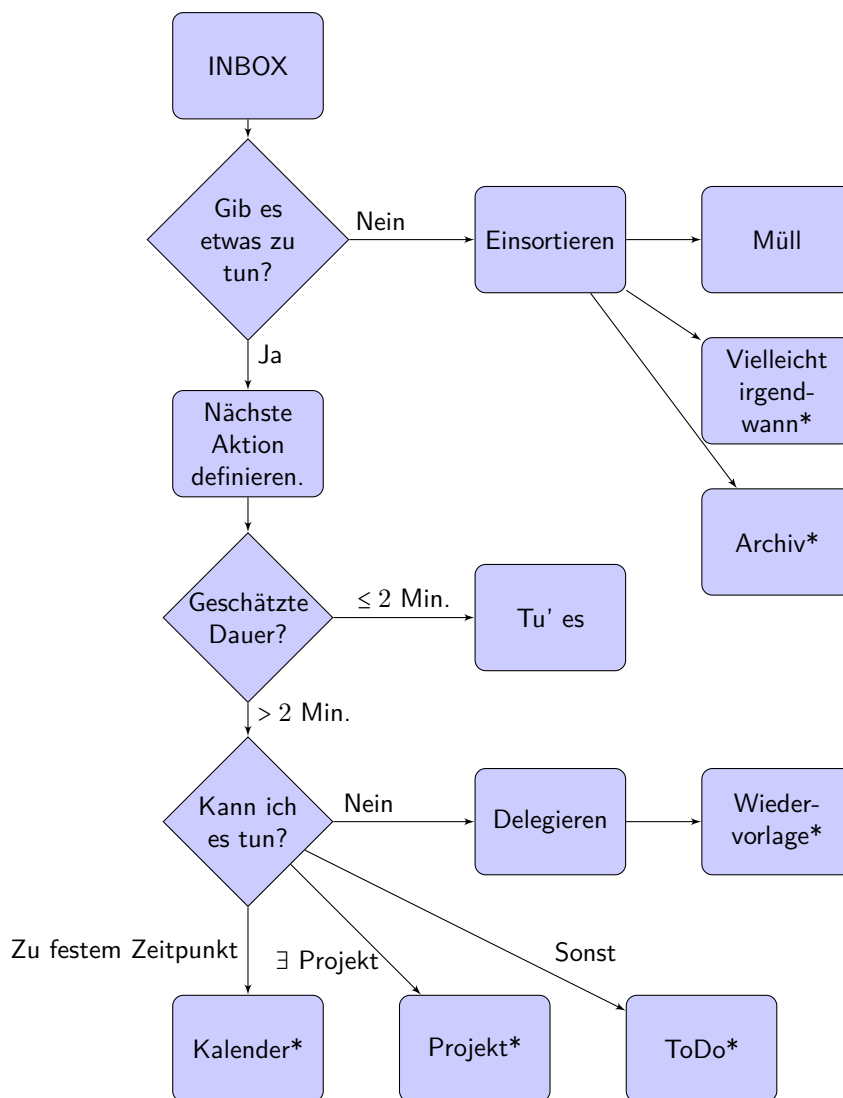 INBOX
Gib es
etwas zu
tun?
Nein
Einsortieren
Müll
Ja
Vielleicht
irgend-
wann*
Nächste
Aktion
definieren.
Archiv*
Geschätzte
Dauer?
≤ 2 Min.
Tu' es
> 2 Min.
Kann ich
es tun?
Nein
Delegieren
Wieder-
vorlage*
Zu festem Zeitpunkt
∃ Projekt
Sonst
Kalender*
Projekt*
ToDo*